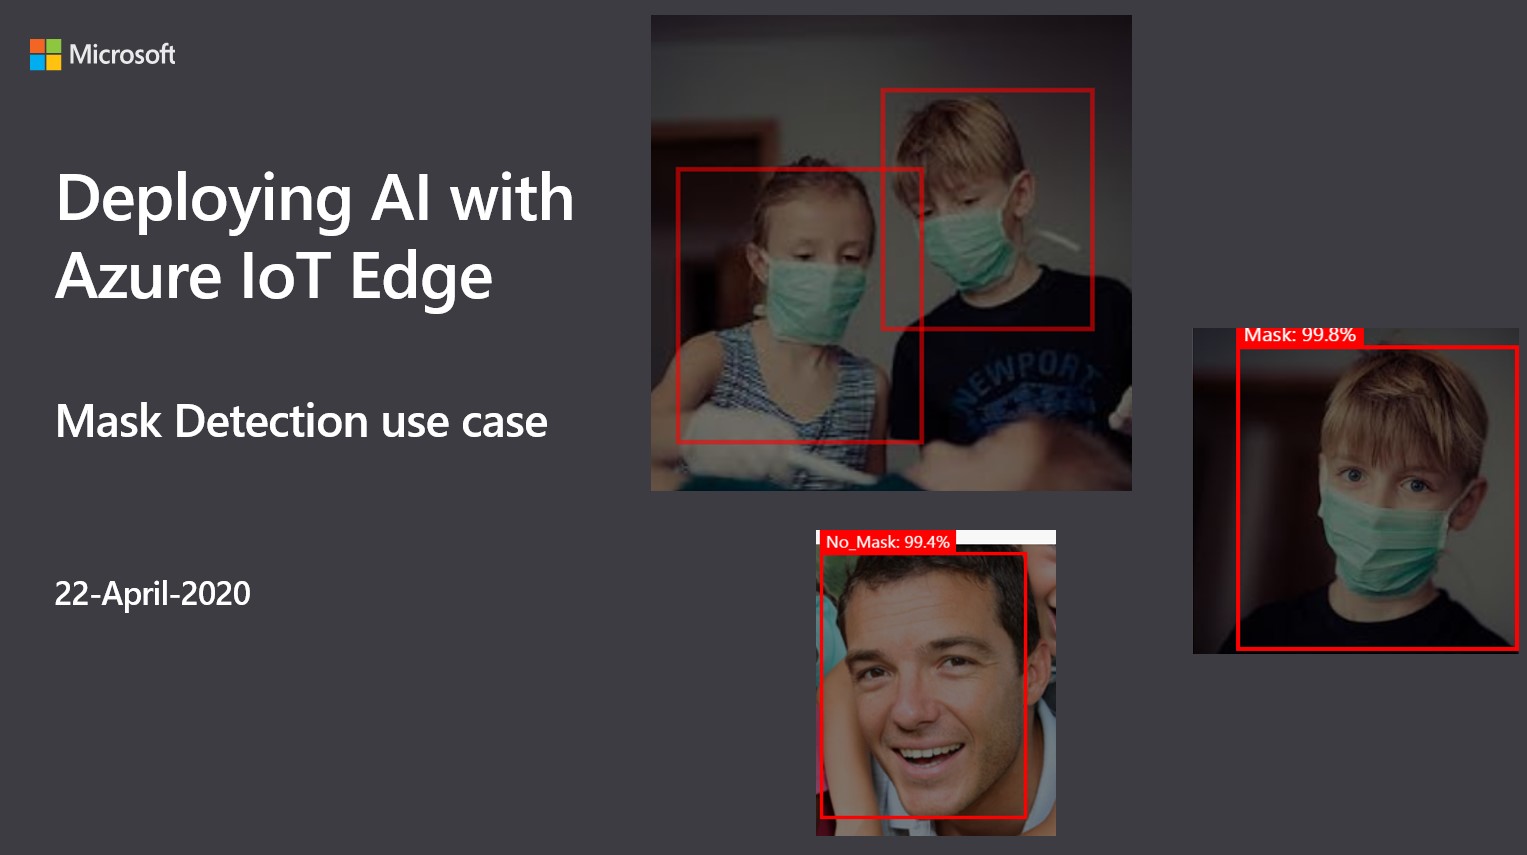 Microsoft
Deploying AI with
Azure IoT Edge
Mask Detection use case
22-April-2020
NEWPORT
Mask: 99.8%
No_Mask: 99.4%